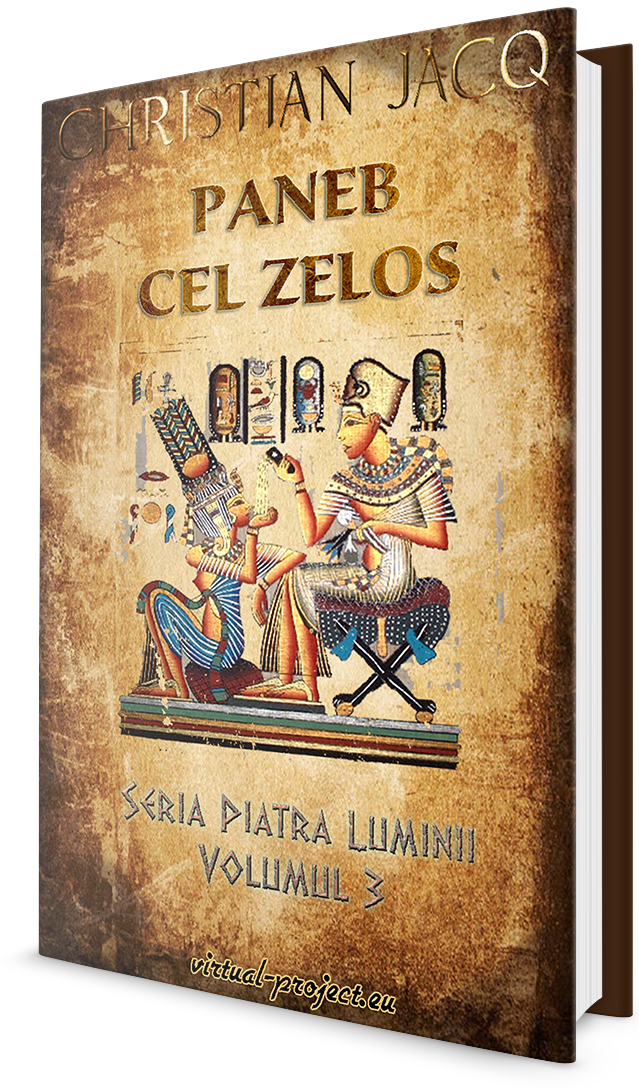 CHRISTIAN JACQ
PANEB
CEL ZELOS
SERIA PIATRA LUMINII
VOLUMUL 3
virtual-project.eu